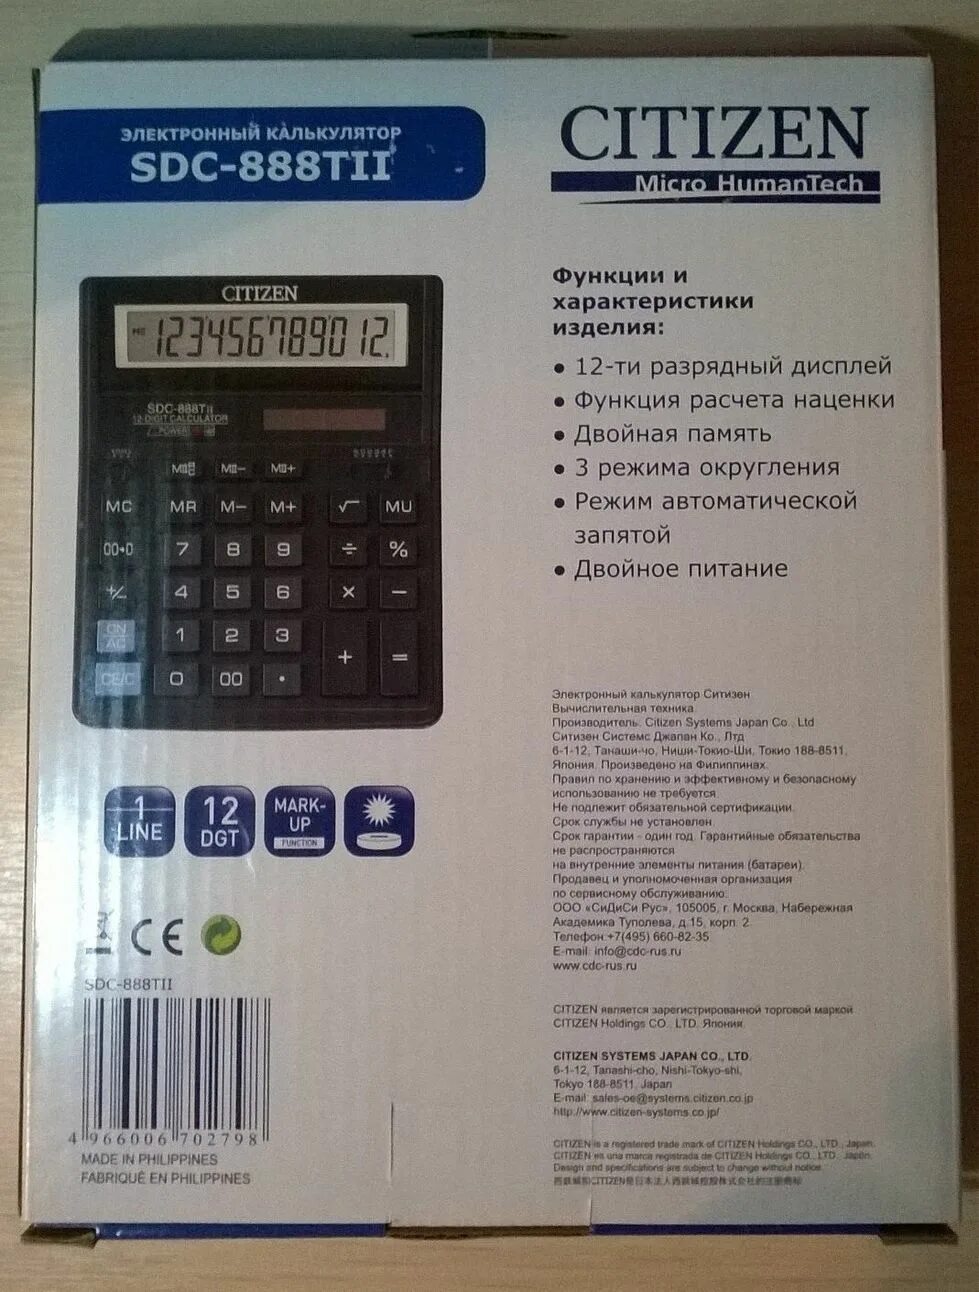 ЭЛЕКТРОННЫЙ КАЛЬКУЛЯТОР
SDC-888TII
CITIZEN
Micro HumanTech
CITIZEN
123456789012.
SDC-888TII
12-DIGIT CALCULATOR
POWER
MII− MII+
MC MR M− M+ √ MU
00→0 7 8 9 ÷ %
+/− 4 5 6 × −
ON
AC
1 2 3 + =
CE/C 0 00 •
Функции и
характеристики
изделия:
• 12-ти разрядный дисплей
• Функция расчета наценки
• Двойная память
• 3 режима округления
• Режим автоматической
запятой
• Двойное питание
1
LINE
12
DGT
MARK-
UP
FUNCTION
CE
SDC-888TII
4 966006 702798
MADE IN PHILIPPINES
FABRIQUÉ EN PHILIPPINES
Электронный калькулятор Ситизен
Вычислительная техника.
Производитель: Citizen Systems Japan Co., Ltd
Ситизен Системс Джапан Ко., Лтд
6-1-12, Танаши-чо, Ниши-Токио-Ши, Токио 188-8511,
Япония. Произведено на Филиппинах.
Правил по хранению и эффективному и безопасному
использованию не требуется.
Не подлежит обязательной сертификации.
Срок службы не установлен.
Срок гарантии - один год. Гарантийные обязательства
не распространяются
на внутренние элементы питания (батареи).
Продавец и уполномоченная организация
по сервисному обслуживанию:
ООО «СиДиСи Рус», 105005, г. Москва, Набережная
Академика Туполева, д.15, корп. 2.
Телефон:+7(495) 660-82-35
E-mail: info@cdc-rus.ru
www.cdc-rus.ru
CITIZEN является зарегистрированной торговой маркой
CITIZEN Holdings CO., LTD. Япония.
CITIZEN SYSTEMS JAPAN CO., LTD.
6-1-12, Tanashi-cho, Nishi-Tokyo-shi,
Tokyo 188-8511, Japan
E-mail: sales-oe@systems.citizen.co.jp
http://www.citizen-systems.co.jp/
CITIZEN is a registered trade mark of CITIZEN Holdings CO., LTD., Japan.
CITIZEN es una marca registrada de CITIZEN Holdings CO., LTD., Japón.
Design and specifications are subject to change without notice.